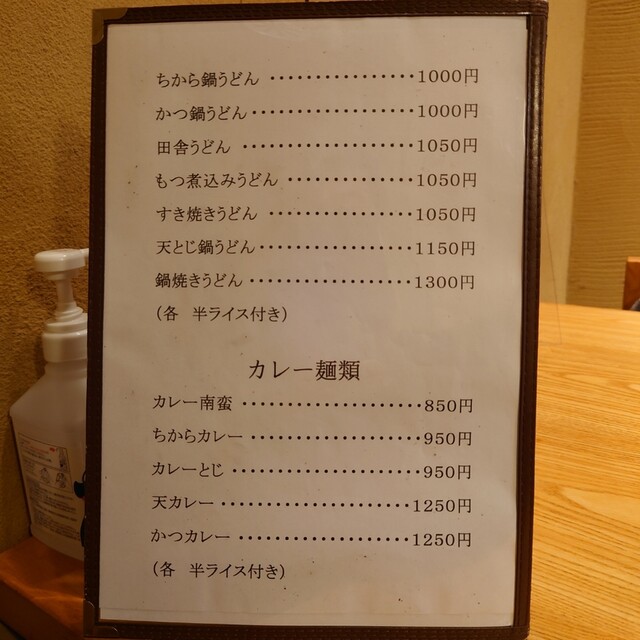 ちから鍋うどん ················1000円
かつ鍋うどん··················1000円
田舎うどん ···················1050円
もつ煮込みうどん ···············1050円
すき焼きうどん ················1050円
天とじ鍋うどん·················1150円
鍋焼きうどん··················1300円
(各 半ライス付き)
カレー麺類
カレー南蛮 ····················850円
ちからカレー ···················950円
カレーとじ ·····················950円
天カレー ·····················1250円
かつカレー ···················1250円
(各 半ライス付き)